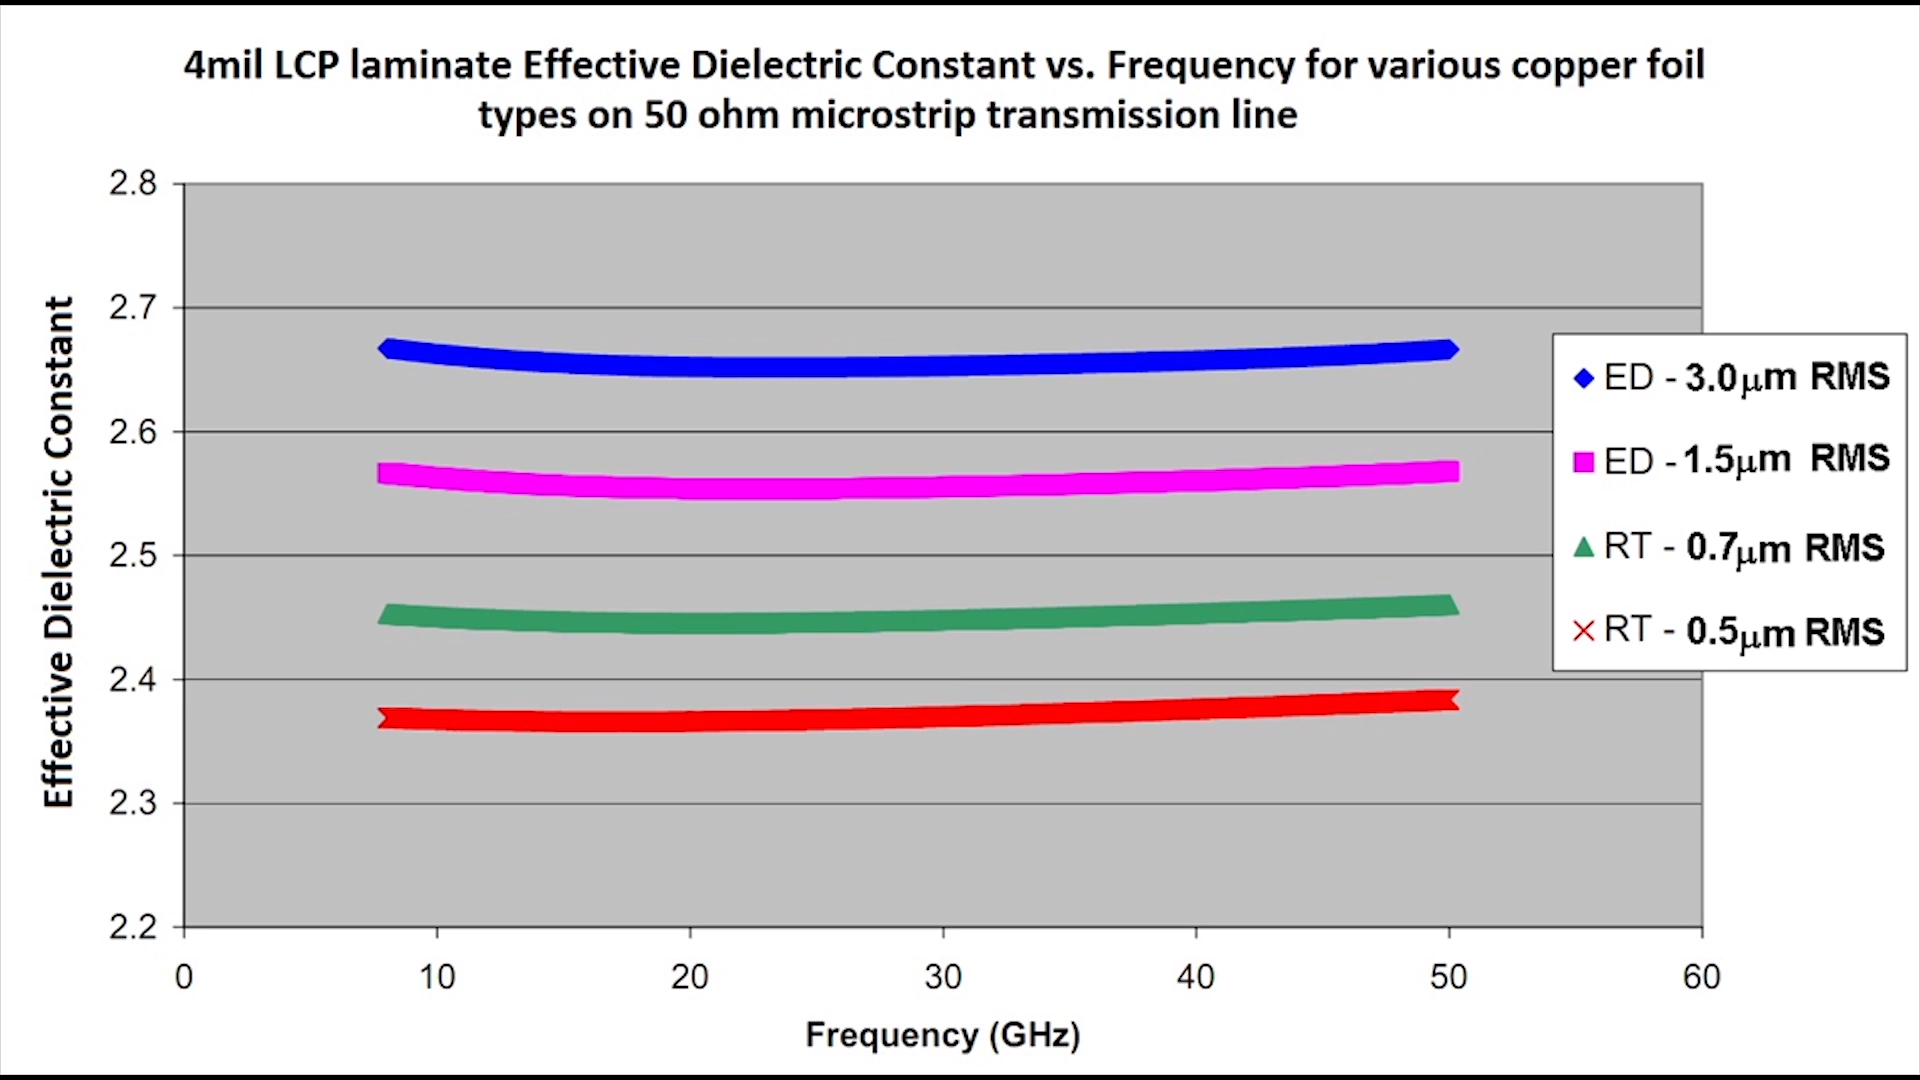 4mil LCP laminate Effective Dielectric Constant vs. Frequency for various copper foil
types on 50 ohm microstrip transmission line
Effective Dielectric Constant
2.8
2.7
2.6
2.5
2.4
2.3
2.2
0
10
20
30
40
50
60
Frequency (GHz)
ED - 3.0μm RMS
ED - 1.5μm RMS
RT - 0.7μm RMS
RT - 0.5μm RMS